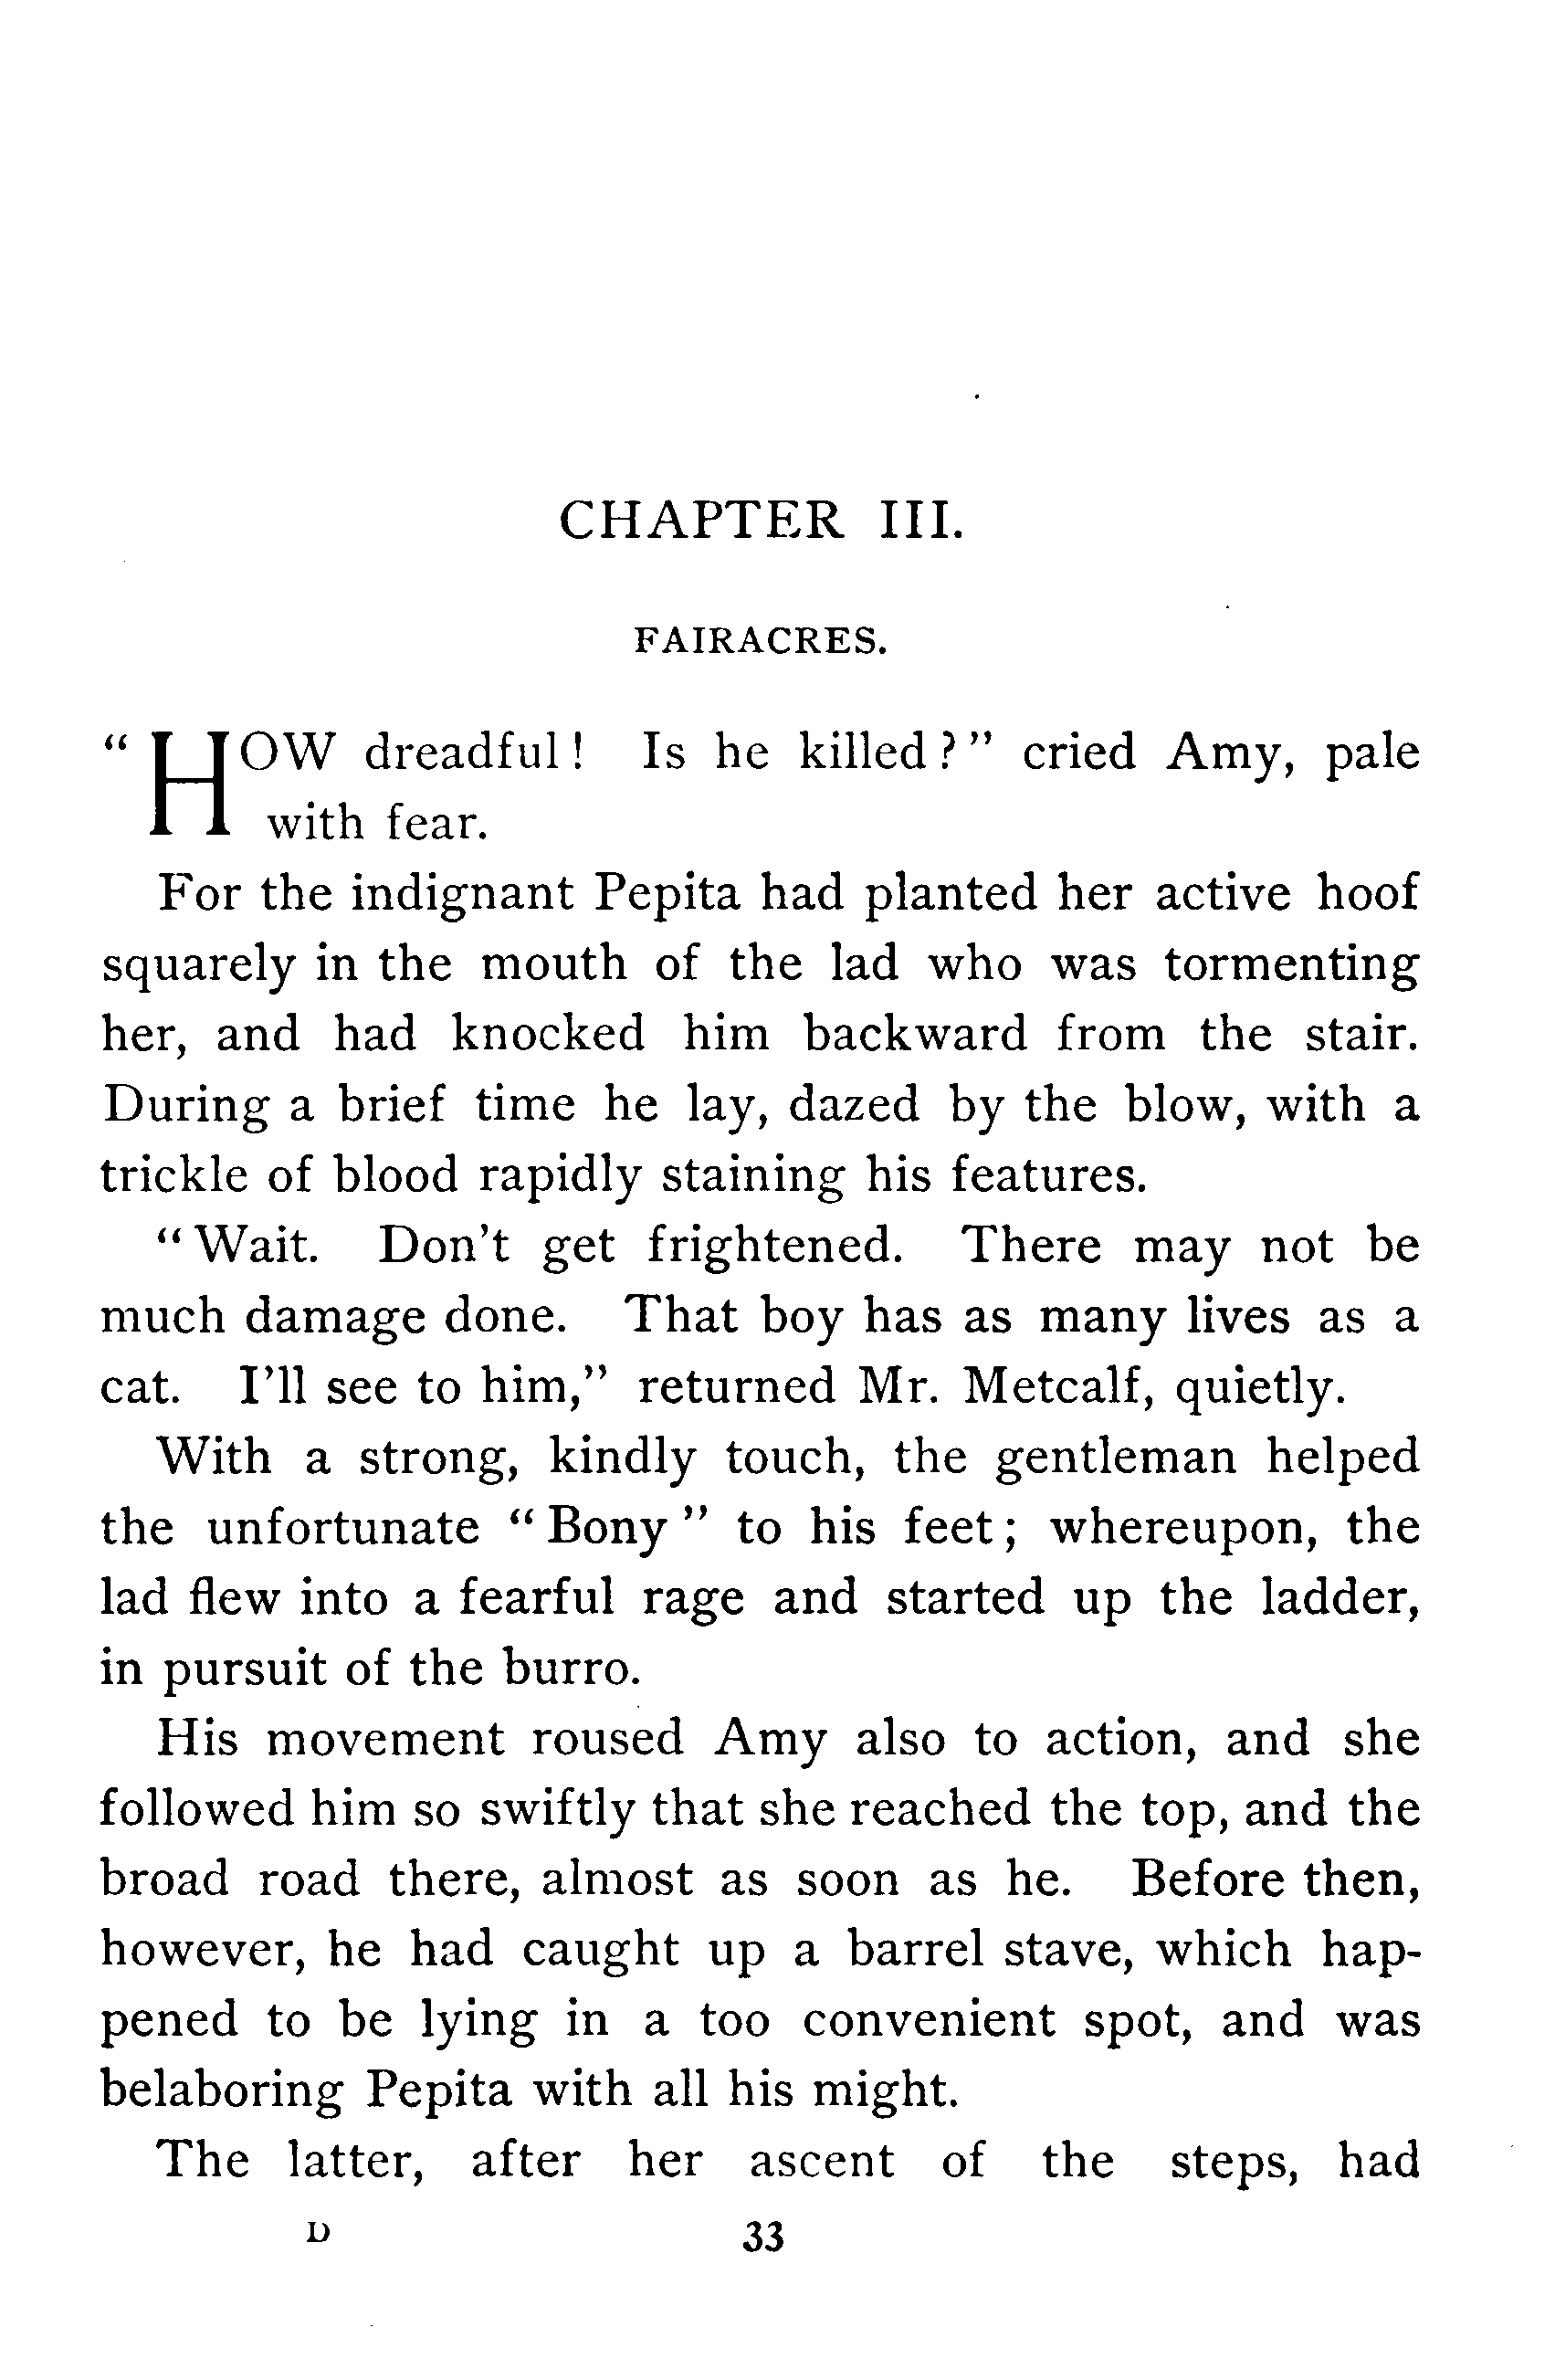 CHAPTER III.
FAIRACRES.
“HOW dreadful! Is he killed?” cried Amy, pale
with fear.
For the indignant Pepita had planted her active hoof
squarely in the mouth of the lad who was tormenting
her, and had knocked him backward from the stair.
During a brief time he lay, dazed by the blow, with a
trickle of blood rapidly staining his features.
“Wait. Don’t get frightened. There may not be
much damage done. That boy has as many lives as a
cat. I’ll see to him,” returned Mr. Metcalf, quietly.
With a strong, kindly touch, the gentleman helped
the unfortunate “Bony” to his feet; whereupon, the
lad flew into a fearful rage and started up the ladder,
in pursuit of the burro.
His movement roused Amy also to action, and she
followed him so swiftly that she reached the top, and the
broad road there, almost as soon as he. Before then,
however, he had caught up a barrel stave, which hap-
pened to be lying in a too convenient spot, and was
belaboring Pepita with all his might.
The latter, after her ascent of the steps, had
D 33